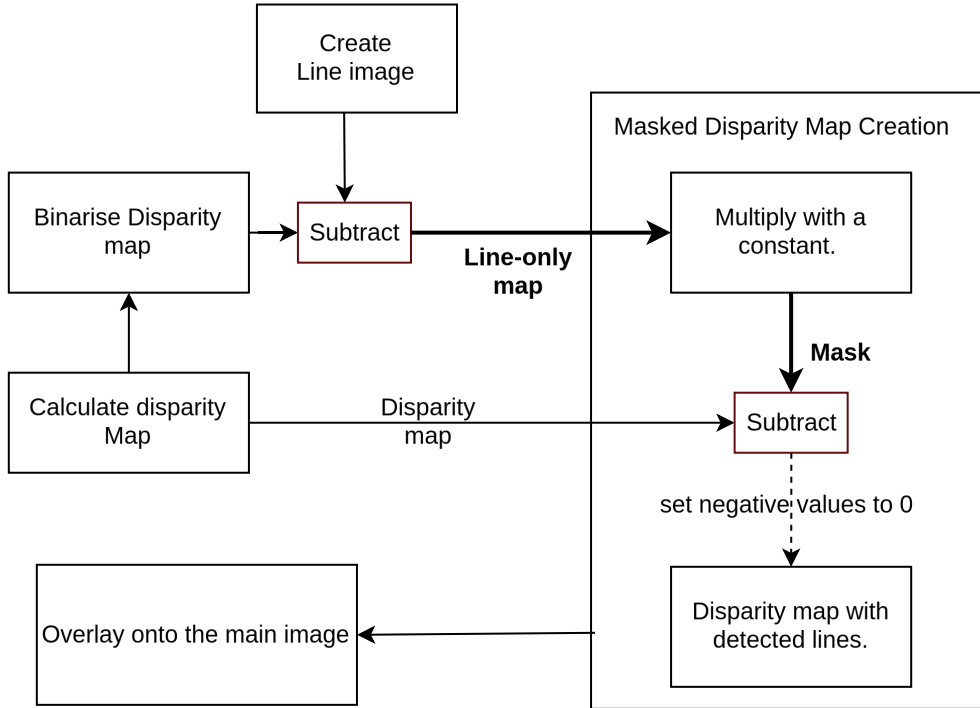 Create
Line image
Masked Disparity Map Creation
Binarise Disparity
map
Subtract
Line-only
map
Multiply with a
constant.
Mask
Calculate disparity
Map
Disparity
map
Subtract
set negative values to 0
Overlay onto the main image
Disparity map with
detected lines.